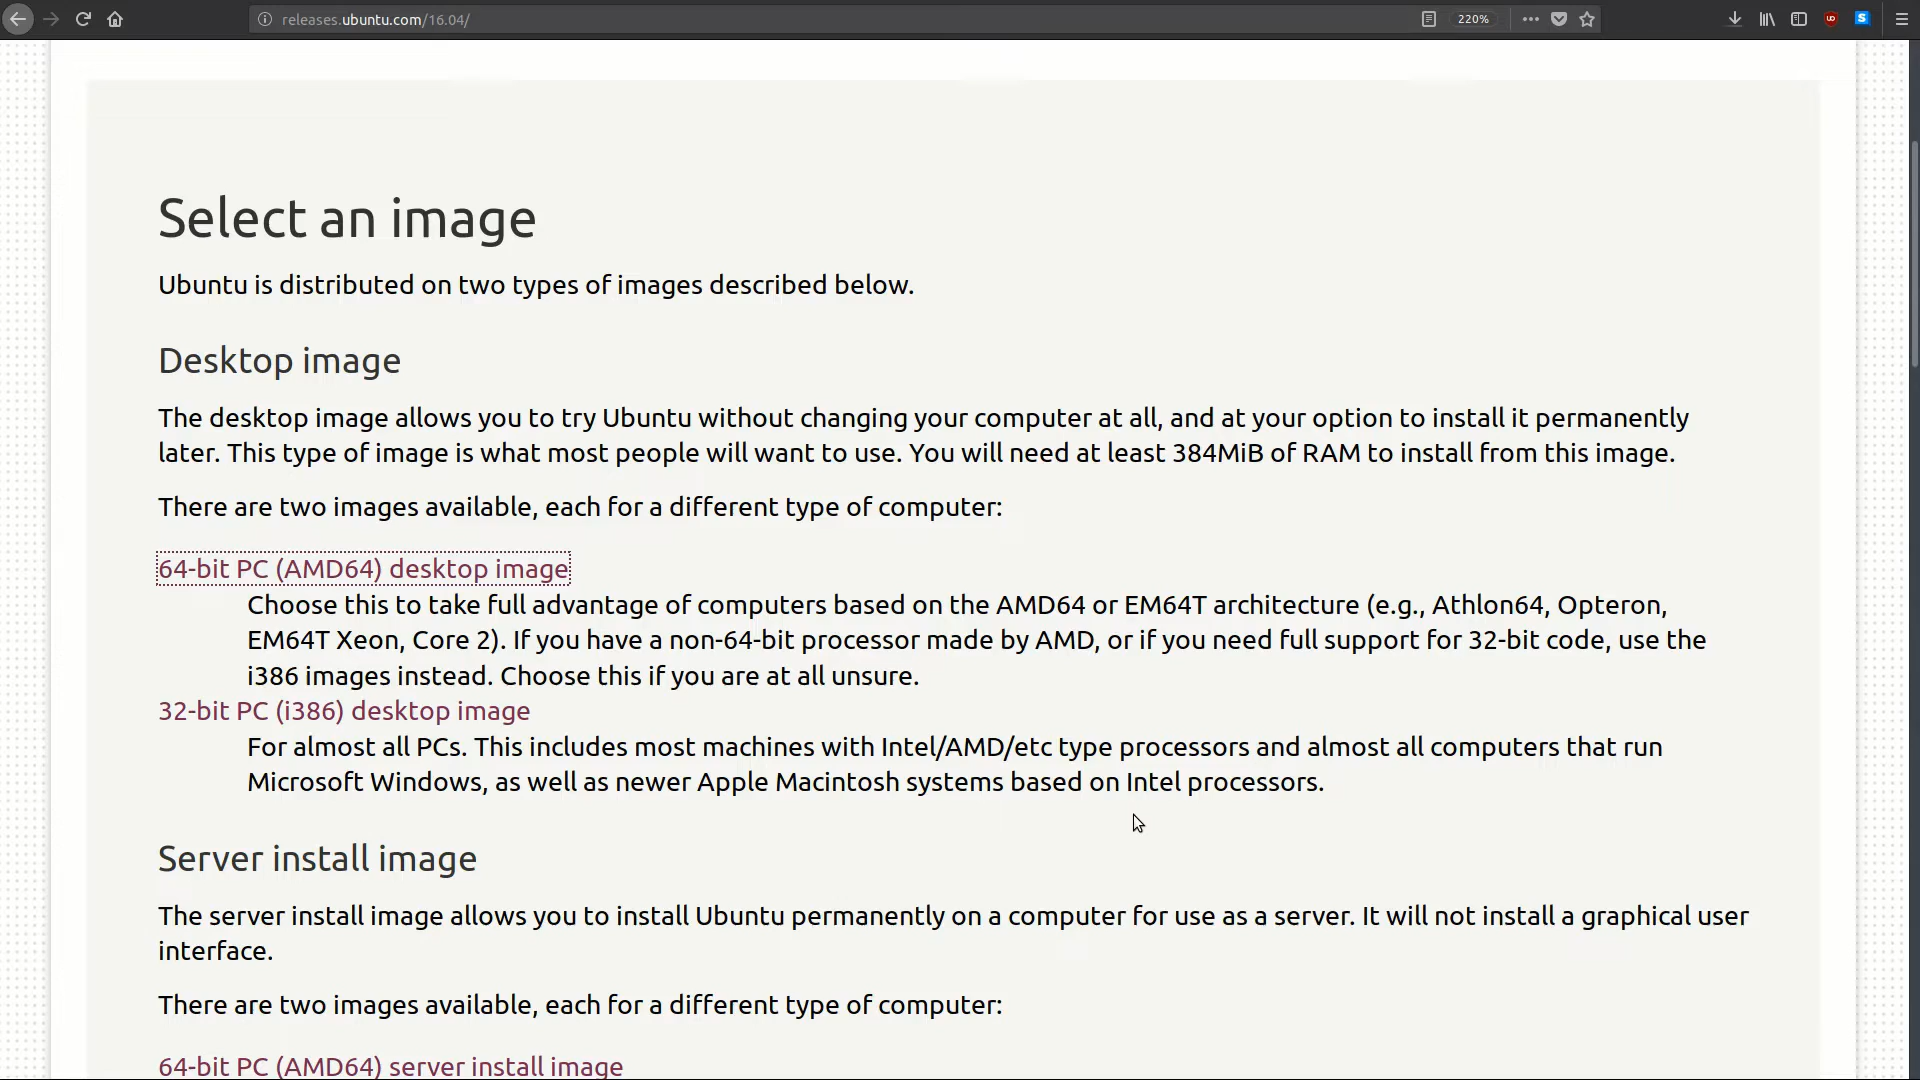 releases.ubuntu.com/16.04/
220%
Select an image
Ubuntu is distributed on two types of images described below.
Desktop image
The desktop image allows you to try Ubuntu without changing your computer at all, and at your option to install it permanently
later. This type of image is what most people will want to use. You will need at least 384MiB of RAM to install from this image.
There are two images available, each for a different type of computer:
64-bit PC (AMD64) desktop image
Choose this to take full advantage of computers based on the AMD64 or EM64T architecture (e.g., Athlon64, Opteron,
EM64T Xeon, Core 2). If you have a non-64-bit processor made by AMD, or if you need full support for 32-bit code, use the
i386 images instead. Choose this if you are at all unsure.
32-bit PC (i386) desktop image
For almost all PCs. This includes most machines with Intel/AMD/etc type processors and almost all computers that run
Microsoft Windows, as well as newer Apple Macintosh systems based on Intel processors.
Server install image
The server install image allows you to install Ubuntu permanently on a computer for use as a server. It will not install a graphical user
interface.
There are two images available, each for a different type of computer:
64-bit PC (AMD64) server install image